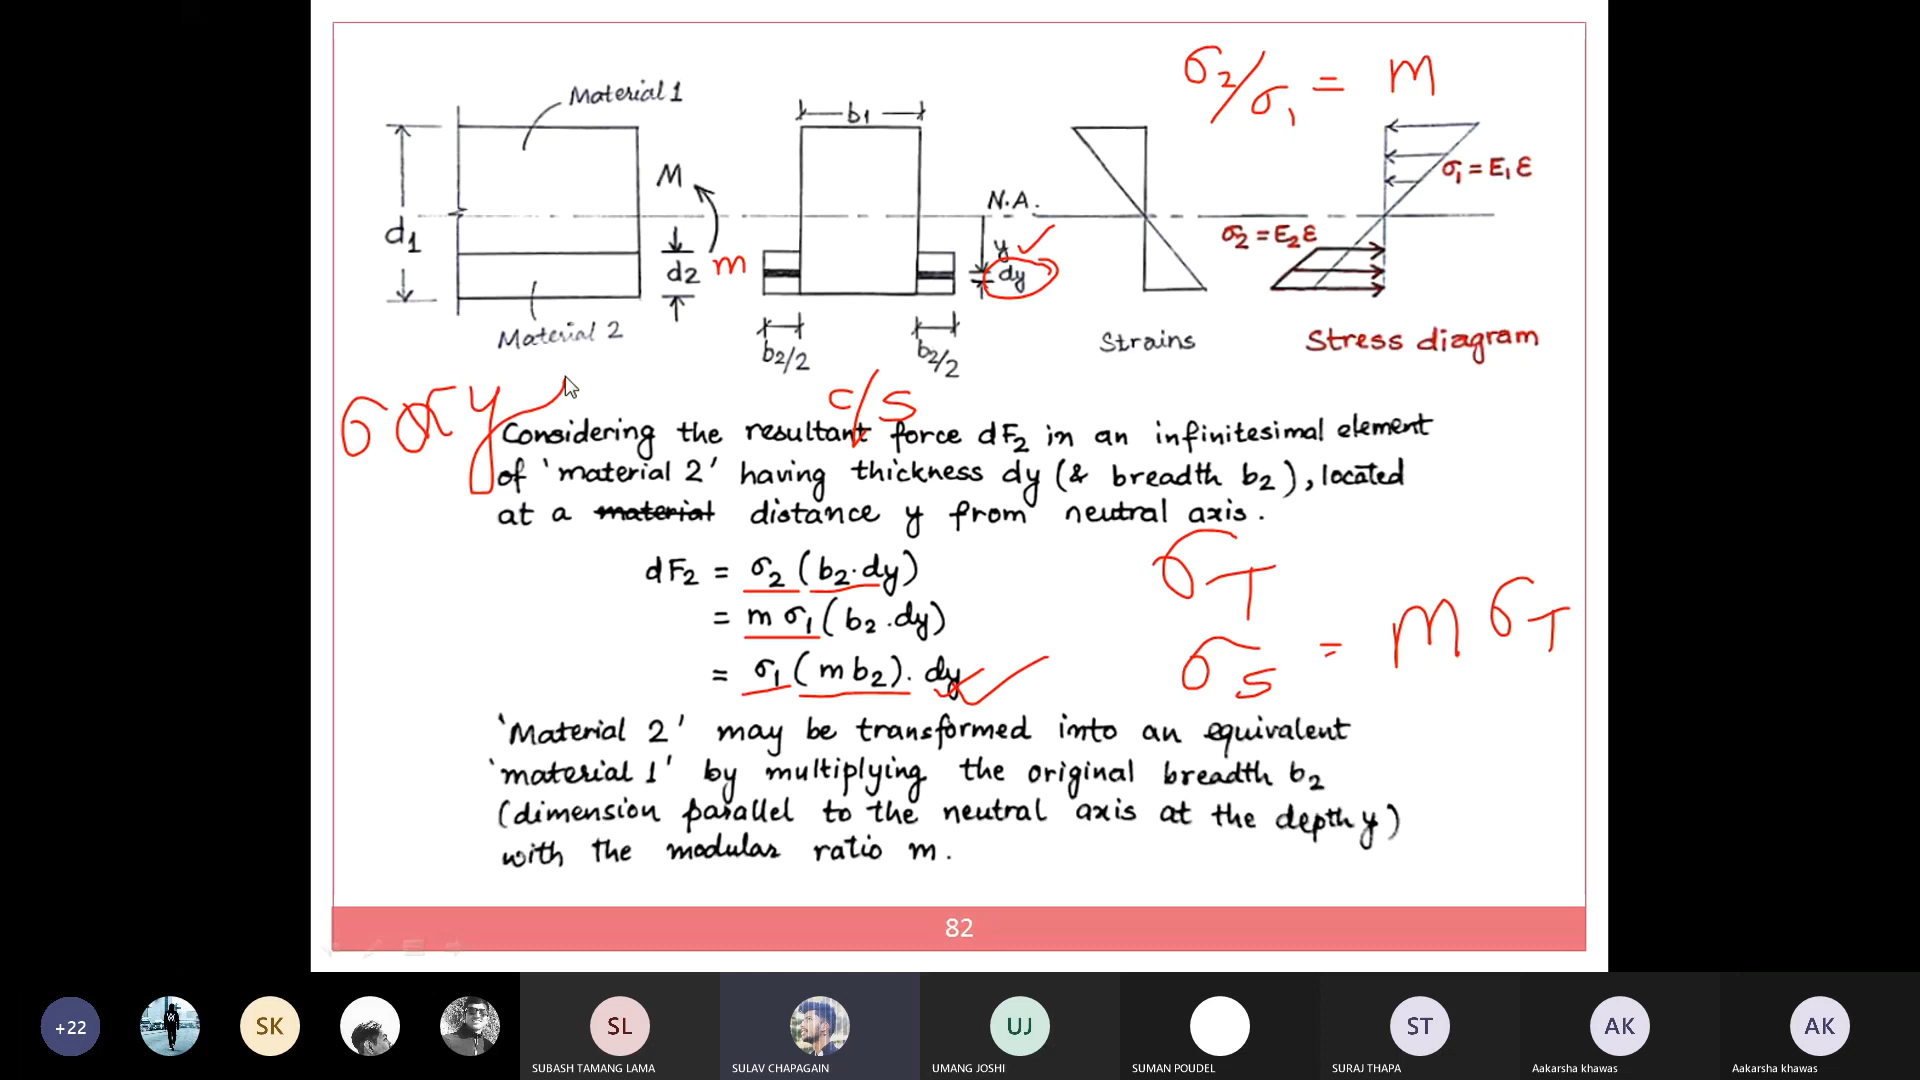 σ2/σ1 = m
Material 1
b1
M
N.A.
σ1 = E1 ε
d1
d2
m
y
dy
σ2 = E2 ε
Material 2
b2/2
b2/2
Strains
Stress diagram
σ α y
c/s
Considering the resultant force dF2 in an infinitesimal element
of 'material 2' having thickness dy (& breadth b2), located
at a material distance y from neutral axis.
dF2 = σ2 (b2.dy)
= m σ1 (b2.dy)
= σ1 (m b2). dy
σT
σS = m σT
'Material 2' may be transformed into an equivalent
'material 1' by multiplying the original breadth b2
(dimension parallel to the neutral axis at the depth y)
with the modular ratio m.
82
+22
SK
SL
UJ
ST
AK
AK
SUBASH TAMANG LAMA
SULAV CHAPAGAIN
UMANG JOSHI
SUMAN POUDEL
SURAJ THAPA
Aakarsha khawas
Aakarsha khawas